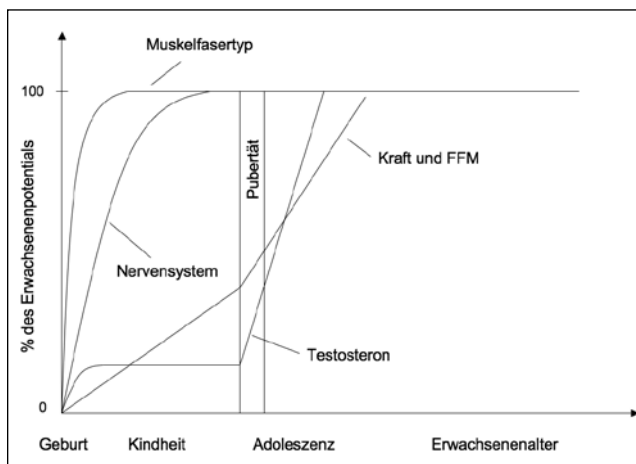 Muskelfasertyp
100
Pubertät
Kraft und FFM
% des Erwachsenenpotentials
Nervensystem
Testosteron
0
Geburt Kindheit Adoleszenz Erwachsenenalter